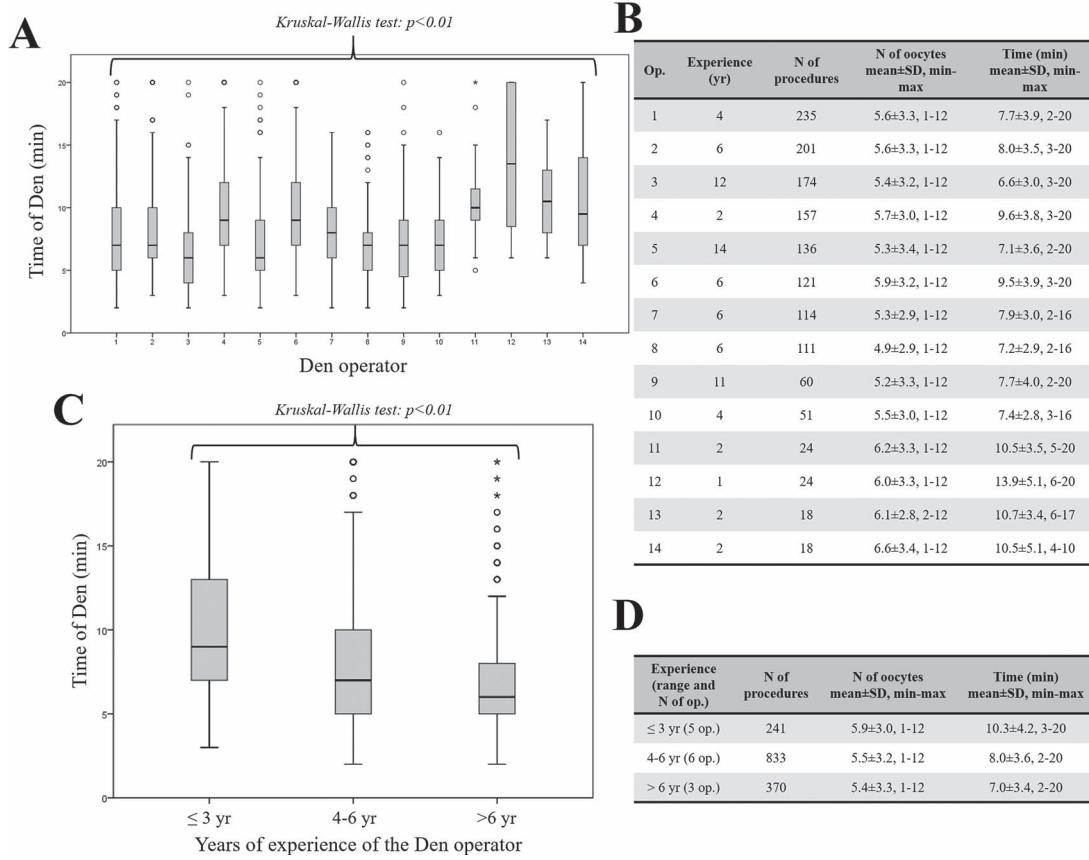 A
Kruskal-Wallis test: p<0.01
Time of Den (min)
20
15
10
5
0
1 2 3 4 5 6 7 8 9 10 11 12 13 14
Den operator
B
Op. Experience (yr) N of procedures N of oocytes mean±SD, min-max Time (min) mean±SD, min-max
1 4 235 5.6±3.3, 1-12 7.7±3.9, 2-20
2 6 201 5.6±3.3, 1-12 8.0±3.5, 3-20
3 12 174 5.4±3.2, 1-12 6.6±3.0, 3-20
4 2 157 5.7±3.0, 1-12 9.6±3.8, 3-20
5 14 136 5.3±3.4, 1-12 7.1±3.6, 2-20
6 6 121 5.9±3.2, 1-12 9.5±3.9, 3-20
7 6 114 5.3±2.9, 1-12 7.9±3.0, 2-16
8 6 111 4.9±2.9, 1-12 7.2±2.9, 2-16
9 11 60 5.2±3.3, 1-12 7.7±4.0, 2-20
10 4 51 5.5±3.0, 1-12 7.4±2.8, 3-16
11 2 24 6.2±3.3, 1-12 10.5±3.5, 5-20
12 1 24 6.0±3.3, 1-12 13.9±5.1, 6-20
13 2 18 6.1±2.8, 2-12 10.7±3.4, 6-17
14 2 18 6.6±3.4, 1-12 10.5±5.1, 4-10
C
Kruskal-Wallis test: p<0.01
Time of Den (min)
20
15
10
5
0
≤ 3 yr 4-6 yr >6 yr
Years of experience of the Den operator
D
Experience (range and N of op.) N of procedures N of oocytes mean±SD, min-max Time (min) mean±SD, min-max
≤ 3 yr (5 op.) 241 5.9±3.0, 1-12 10.3±4.2, 3-20
4-6 yr (6 op.) 833 5.5±3.2, 1-12 8.0±3.6, 2-20
> 6 yr (3 op.) 370 5.4±3.3, 1-12 7.0±3.4, 2-20